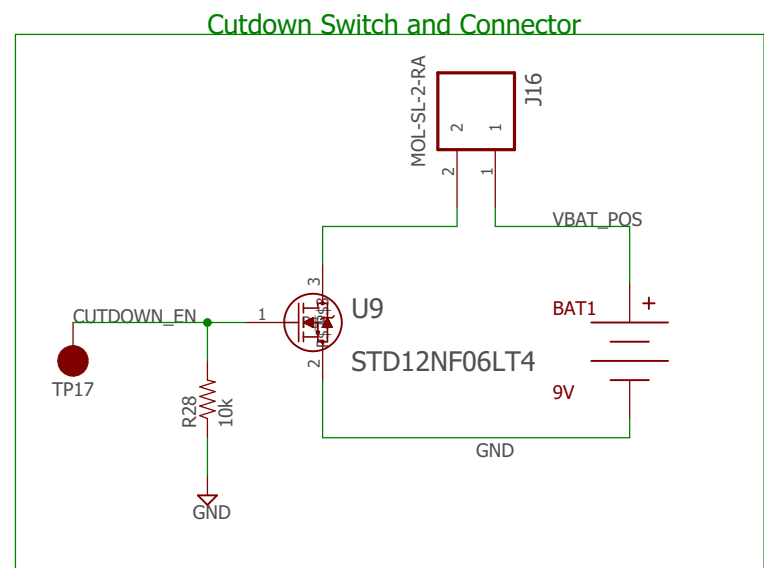 Cutdown Switch and Connector
MOL-SL-2-RA
J16
2
1
2
1
VBAT_POS
3
CUTDOWN_EN
1
U9
BAT1
+
STD12NF06LT4
2
TP17
R28
10k
9V
GND
GND